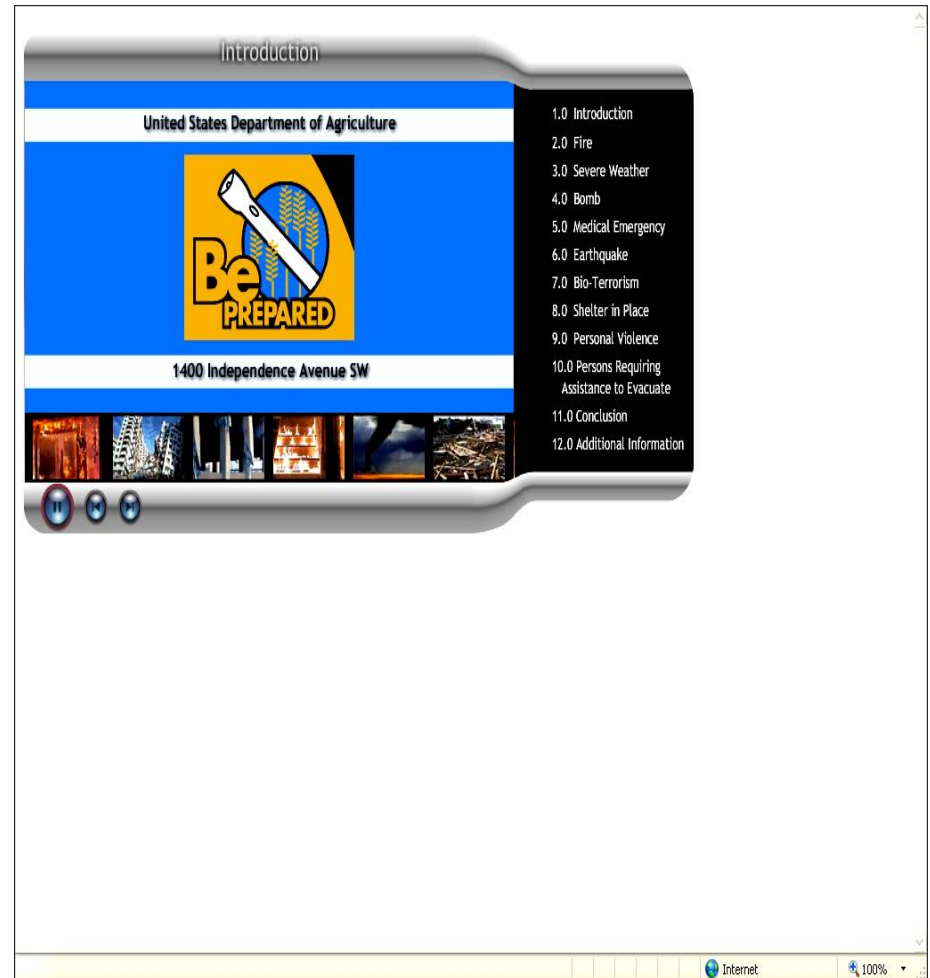 Introduction
United States Department of Agriculture
Be
PREPARED
1400 Independence Avenue SW
1.0 Introduction
2.0 Fire
3.0 Severe Weather
4.0 Bomb
5.0 Medical Emergency
6.0 Earthquake
7.0 Bio-Terrorism
8.0 Shelter in Place
9.0 Personal Violence
10.0 Persons Requiring
Assistance to Evacuate
11.0 Conclusion
12.0 Additional Information
Internet
100%